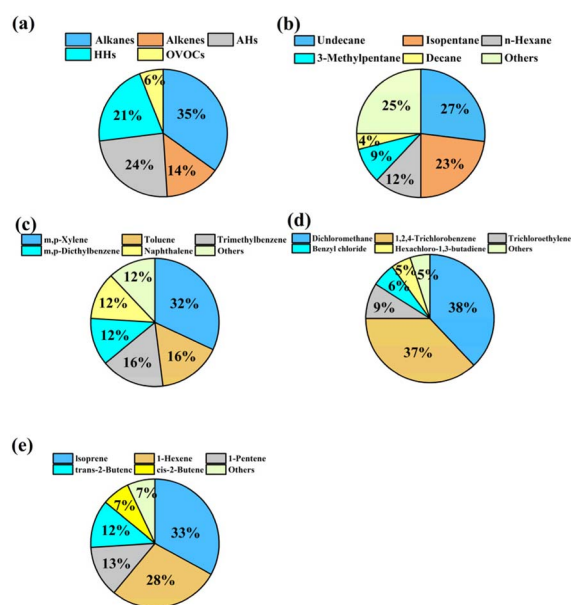 (a)
Alkanes Alkenes AHs
HHs OVOCs
6%
35%
21%
24%
14%
(b)
Undecane Isopentane n-Hexane
3-Methylpentane Decane Others
25%
27%
4%
9%
12%
23%
(c)
m,p-Xylene Toluene Trimethylbenzene
m,p-Diethylbenzene Naphthalene Others
12%
32%
12%
12%
16%
16%
(d)
Dichloromethane 1,2,4-Trichlorobenzene Trichloroethylene
Benzyl chloride Hexachloro-1,3-butadiene Others
5%
5%
6%
38%
9%
37%
(e)
Isoprene 1-Hexene 1-Pentene
trans-2-Butene cis-2-Butene Others
7%
7%
33%
12%
13%
28%